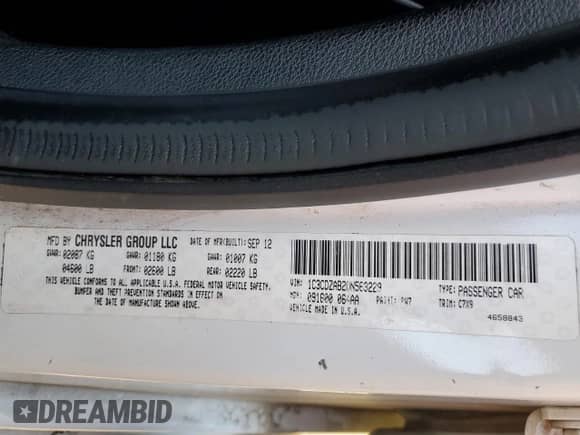 MFD BY CHRYSLER GROUP LLC DATE OF MFR(BUILT): SEP 12
GVWR: 02087 KG GAWR: 01180 KG GAWR: 01007 KG
04600 LB FRONT: 02600 LB REAR: 02220 LB
THIS VEHICLE CONFORMS TO ALL APPLICABLE U.S.A. FEDERAL MOTOR VEHICLE SAFETY,
BUMPER AND THEFT PREVENTION STANDARDS IN EFFECT ON
THE DATE OF MANUFACTURE SHOWN ABOVE.
VIN: TYPE: PASSENGER CAR
MDH: 091600 06:AA PAINT: PW7 TRIM: C7X9
VEHICLE MADE IN U.S.A. 4658843
DREAMBID